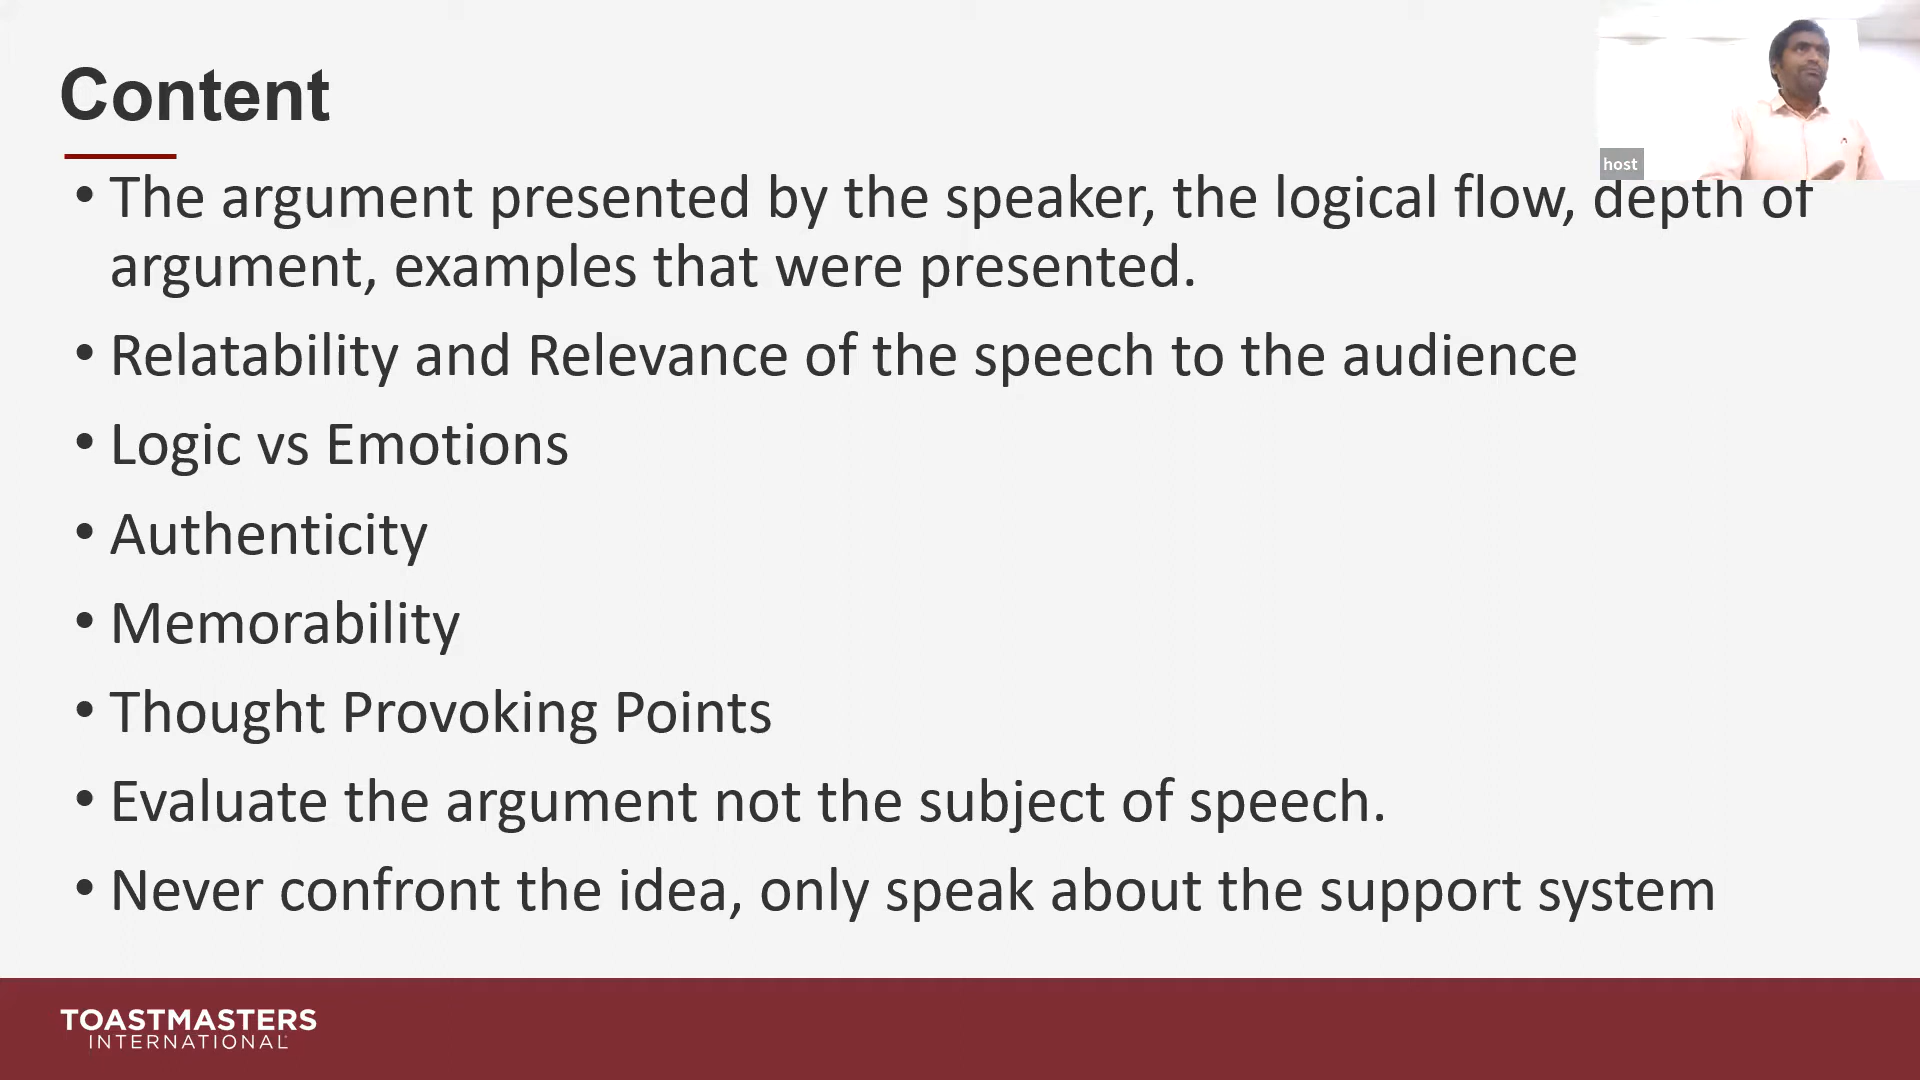 Content
host
• The argument presented by the speaker, the logical flow, depth of
argument, examples that were presented.
• Relatability and Relevance of the speech to the audience
• Logic vs Emotions
• Authenticity
• Memorability
• Thought Provoking Points
• Evaluate the argument not the subject of speech.
• Never confront the idea, only speak about the support system
TOASTMASTERS
INTERNATIONAL